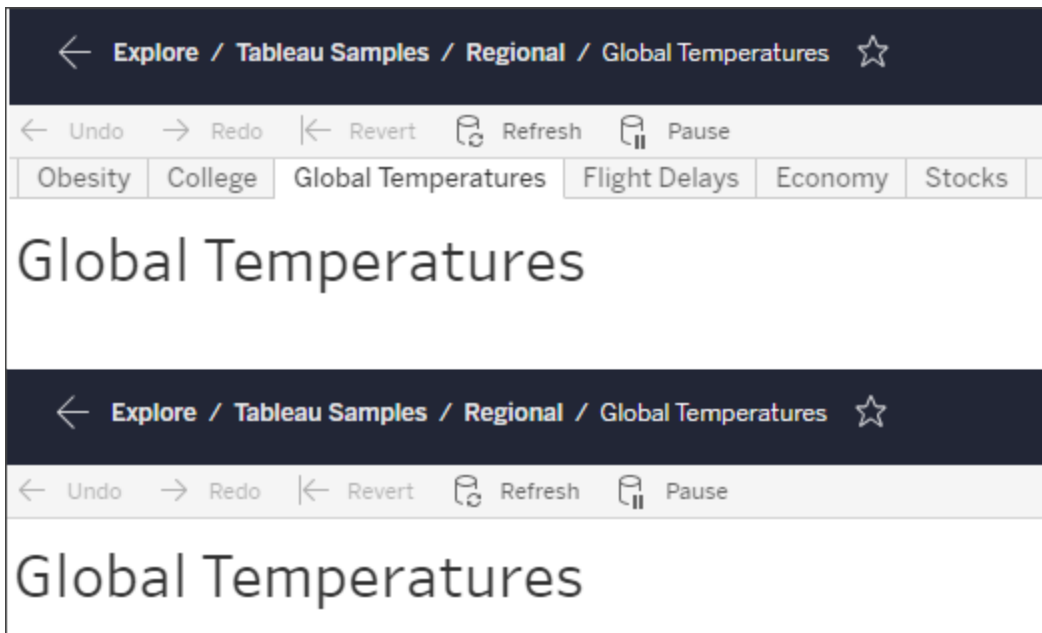 Explore / Tableau Samples / Regional / Global Temperatures
Undo Redo Revert Refresh Pause
Obesity College Global Temperatures Flight Delays Economy Stocks
Global Temperatures
Explore / Tableau Samples / Regional / Global Temperatures
Undo Redo Revert Refresh Pause
Global Temperatures